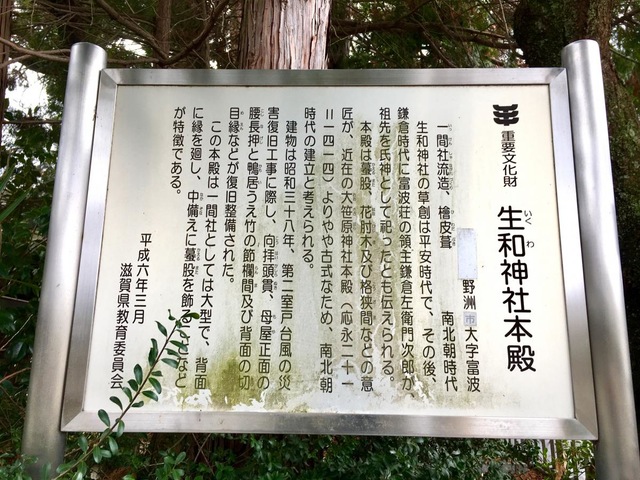 重要文化財
生和神社本殿
いくわ
野洲市大字富波
一間社流造、檜皮葺　南北朝時代
生和神社の草創は平安時代で、その後、
鎌倉時代に富波荘の領主鎌倉左衛門次郎が、
祖先を氏神として祀ったとも伝えられる。
本殿は蟇股、花肘木及び格狭間などの意
匠が、近在の大笹原神社本殿（応永二十一
=一四一四）よりやや古式なため、南北朝
時代の建立と考えられる。
建物は昭和三十八年、第二室戸台風の災
害復旧工事に際し、向拝頭貫、母屋正面の
腰長押と鴨居うえ竹の節欄間及び背面の切
目縁などが復旧整備された。
この本殿は一間社としては大型で、背面
に縁を廻し、中備えに蟇股を飾ることなど
が特徴である。
平成六年三月
滋賀県教育委員会